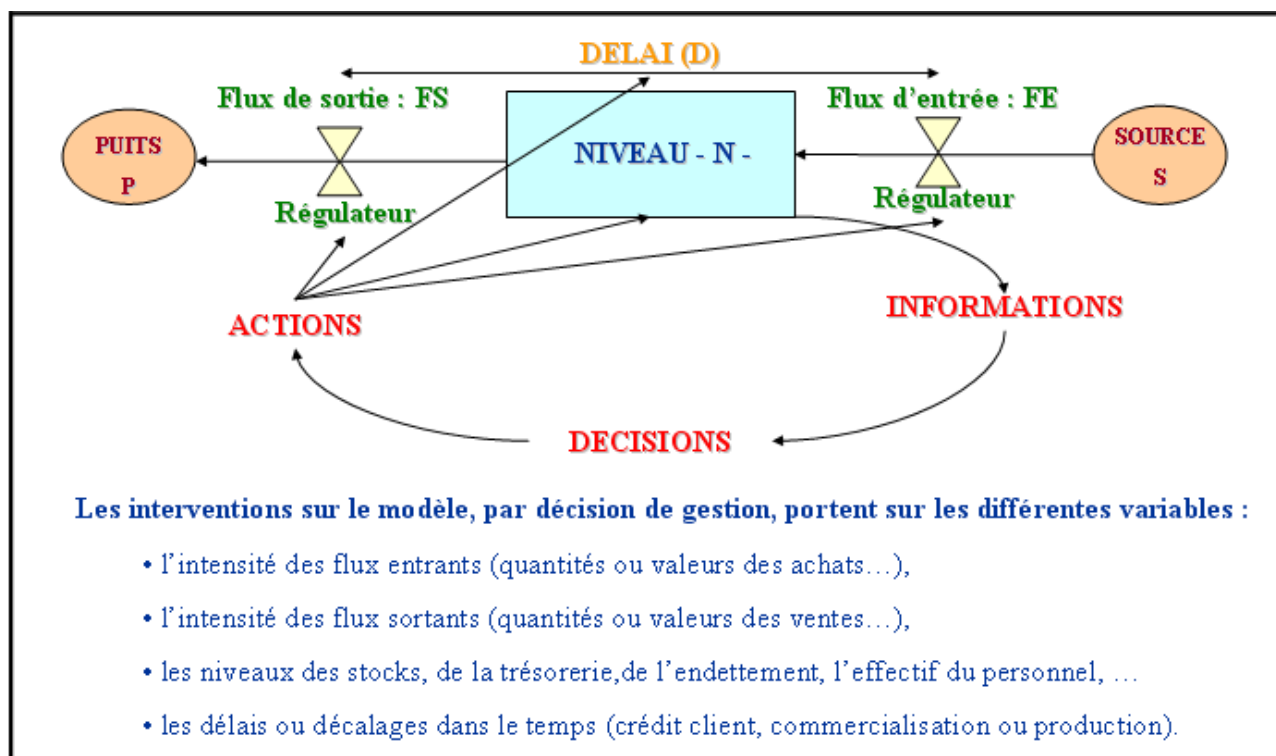 DELAI (D)
Flux de sortie : FS
Flux d'entrée : FE
PUITS
P
NIVEAU - N -
SOURCE
S
Régulateur
Régulateur
ACTIONS
INFORMATIONS
DECISIONS
Les interventions sur le modèle, par décision de gestion, portent sur les différentes variables :
• l'intensité des flux entrants (quantités ou valeurs des achats…),
• l'intensité des flux sortants (quantités ou valeurs des ventes…),
• les niveaux des stocks, de la trésorerie,de l'endettement, l'effectif du personnel, …
• les délais ou décalages dans le temps (crédit client, commercialisation ou production).